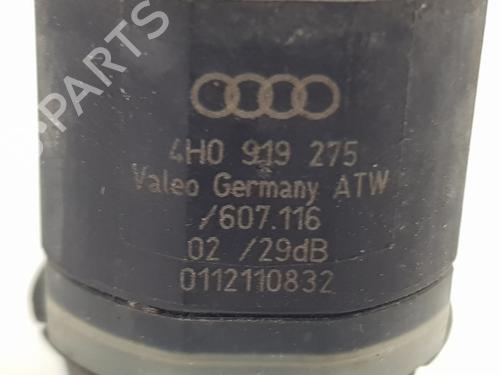 4H0 919 275
Valeo Germany ATW
/607.116
02 /29dB
0112110832